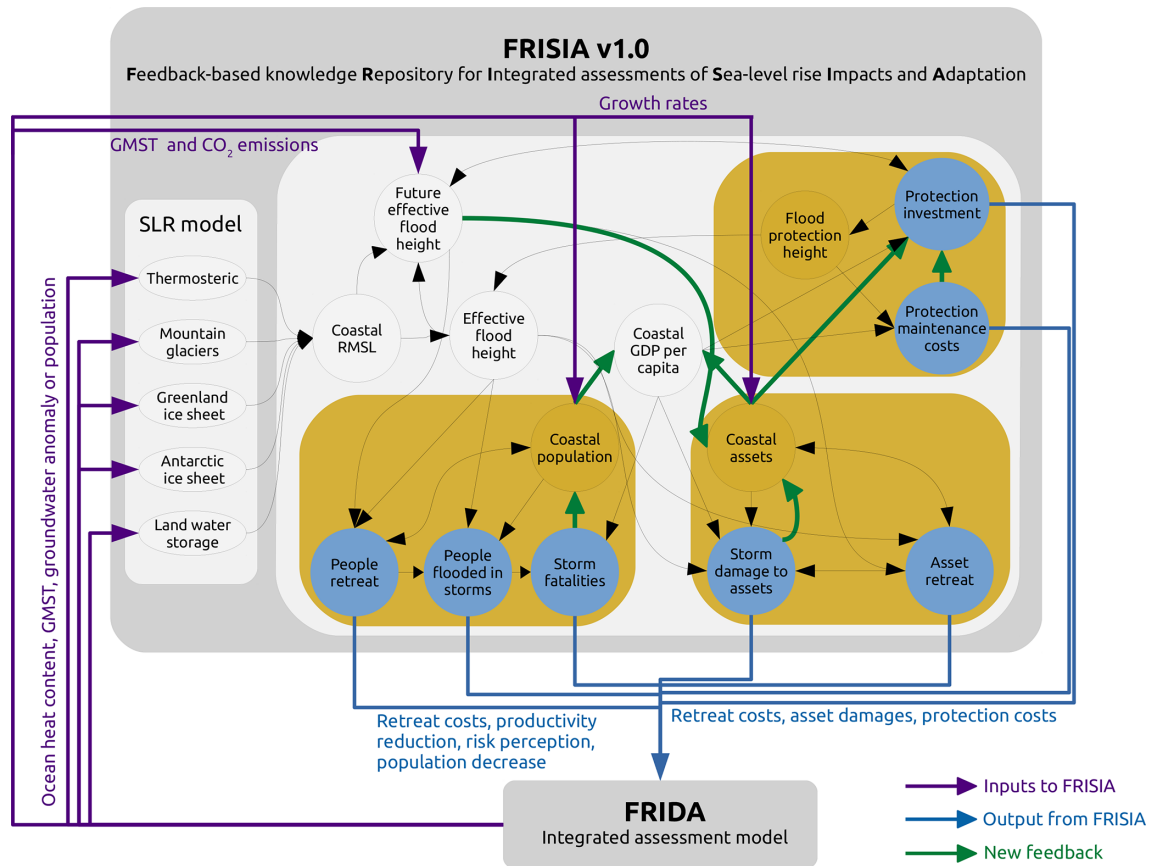 FRISIA v1.0
Feedback-based knowledge Repository for Integrated assessments of Sea-level rise Impacts and Adaptation
Growth rates
GMST and CO₂ emissions
Future
effective
flood
height
Protection
investment
Flood
protection
height
SLR model
Thermosteric
Mountain
glaciers
Greenland
ice sheet
Antarctic
ice sheet
Land water
storage
Coastal
RMSL
Effective
flood
height
Coastal
GDP per
capita
Protection
maintenance
costs
Coastal
population
Coastal
assets
People
retreat
People
flooded in
storms
Storm
fatalities
Storm
damage to
assets
Asset
retreat
Ocean heat content, GMST, groundwater anomaly or population
Retreat costs, productivity
reduction, risk perception,
population decrease
Retreat costs, asset damages, protection costs
FRIDA
Integrated assessment model
Inputs to FRISIA
Output from FRISIA
New feedback